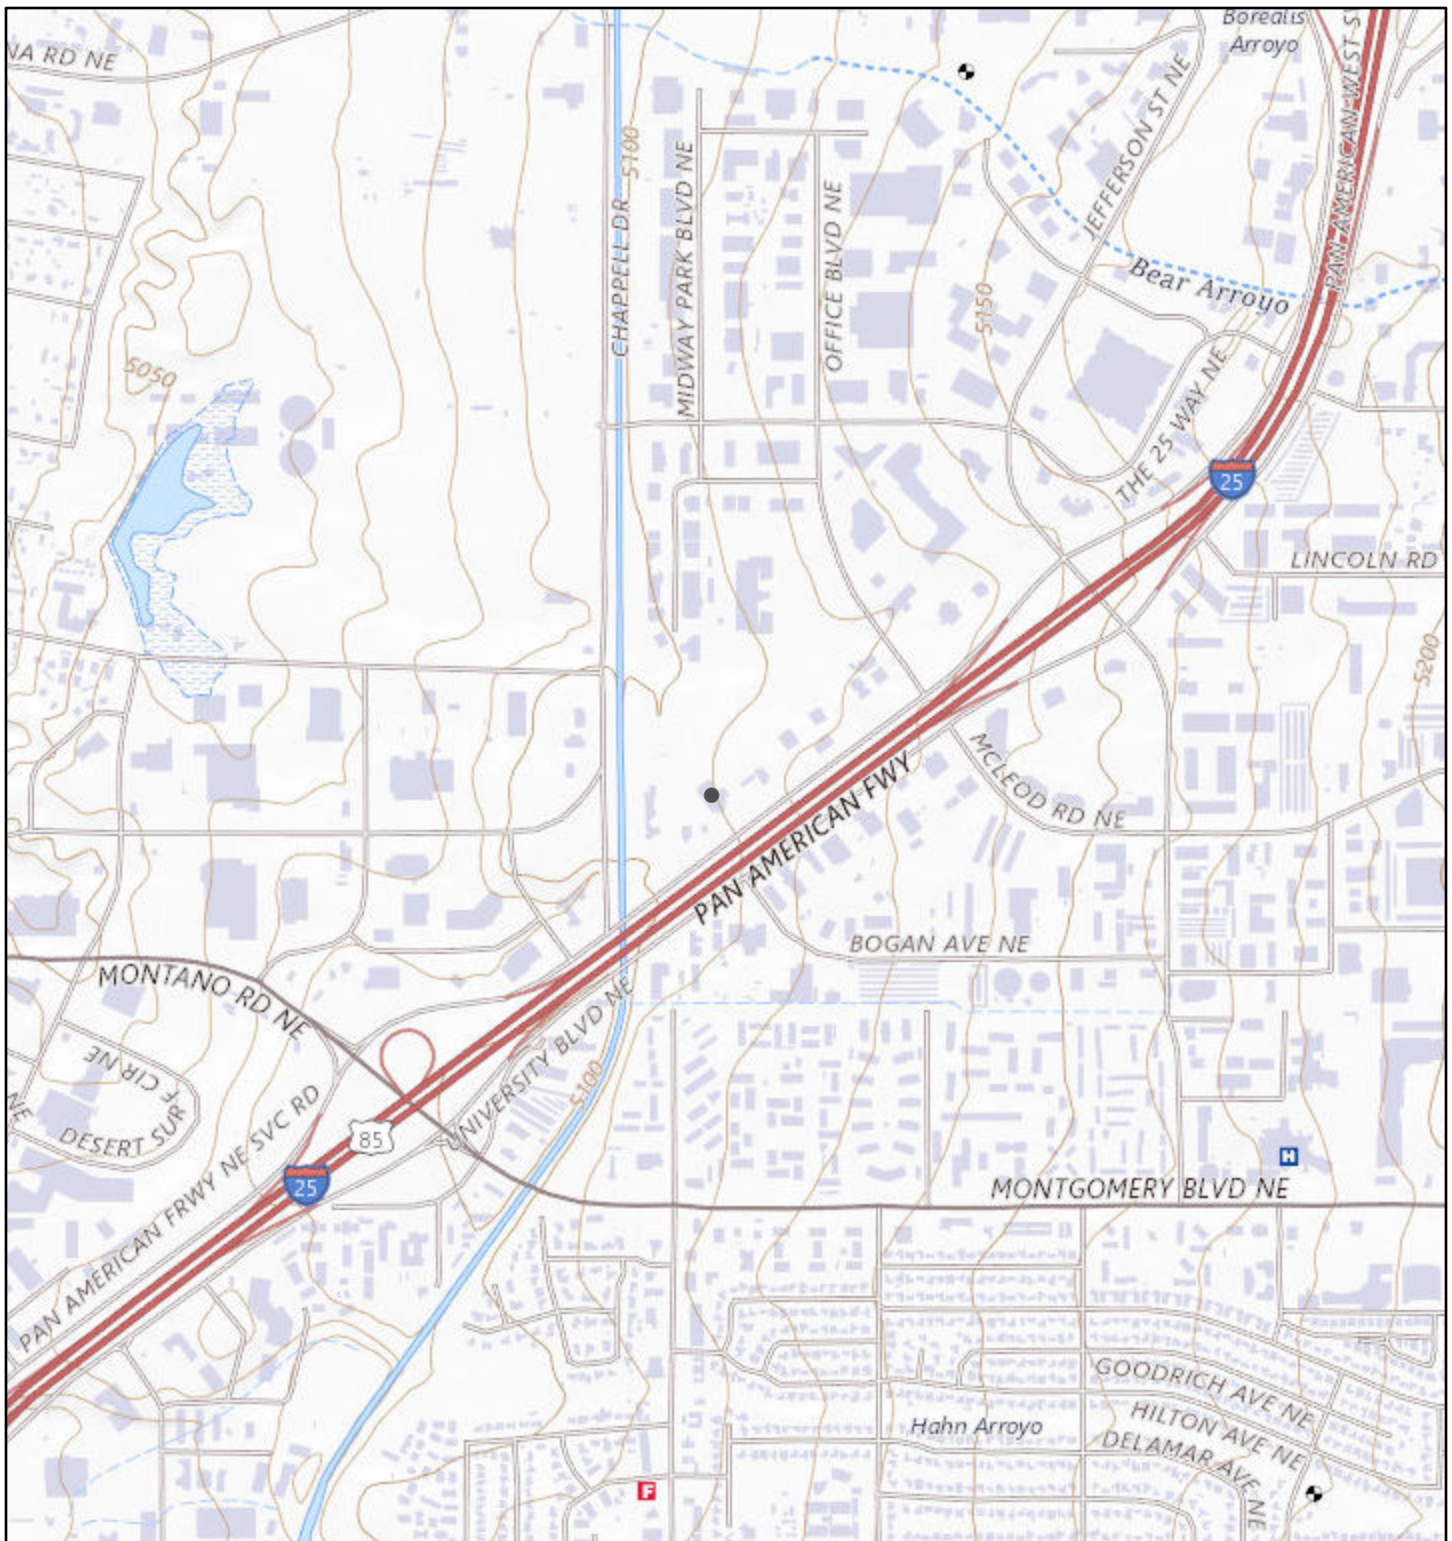 Borealis
Arroyo
NA RD NE
PAN AMERICAN WEST S
JEFFERSON ST NE
5100
CHAPPELL DR
MIDWAY PARK BLVD NE
OFFICE BLVD NE
Bear Arroyo
5150
5050
THE 25 WAY NE
25
LINCOLN RD
5200
MCLEOD RD NE
PAN AMERICAN FWY
BOGAN AVE NE
MONTANO RD NE
UNIVERSITY BLVD NE
5100
F CIR NE
DESERT SUR
NE
85
H
25
MONTGOMERY BLVD NE
PAN AMERICAN FRWY NE SVC RD
GOODRICH AVE NE
HILTON AVE NE
Hahn Arroyo
DELAMAR AVE NE
F